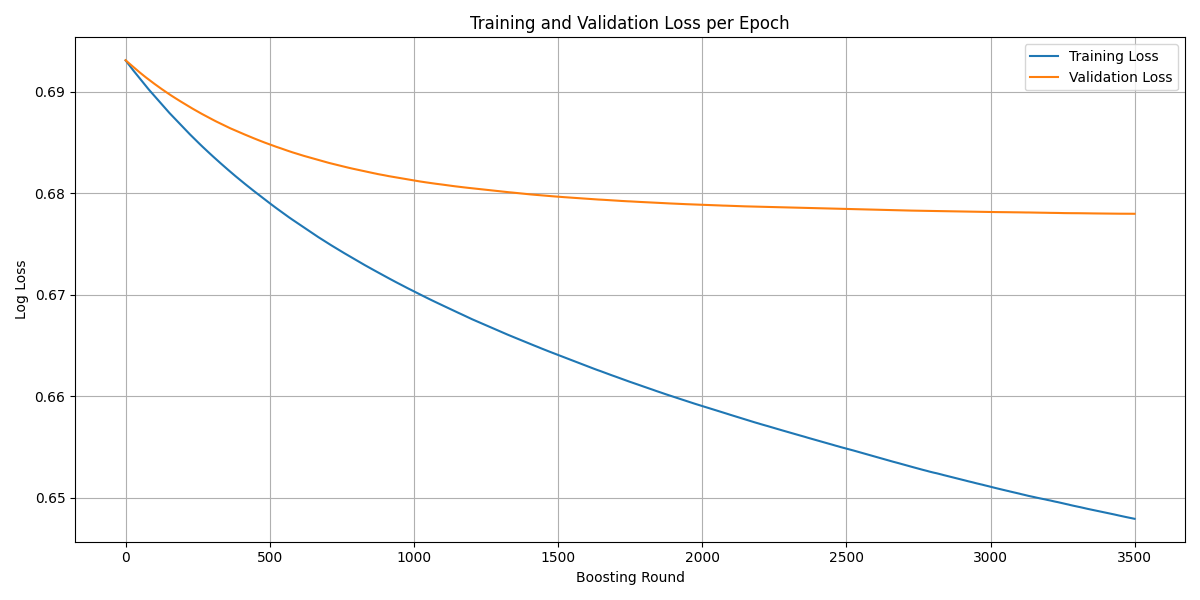 Training and Validation Loss per Epoch
Training Loss
Validation Loss
0.69
0.68
0.67
0.66
0.65
Log Loss
0 500 1000 1500 2000 2500 3000 3500
Boosting Round